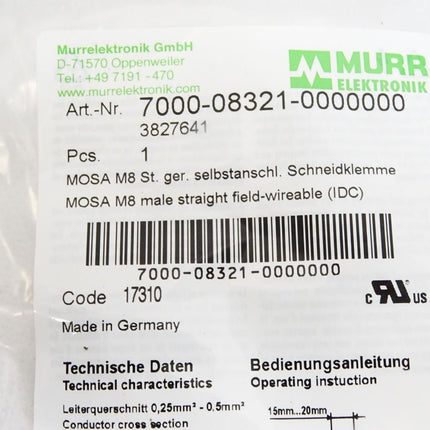 Murrelektronik GmbH
D-71570 Oppenweiler
Tel.: +49 7191 - 470
www.murrelektronik.com
MURR
ELEKTRONIK
Art.-Nr. 7000-08321-0000000
3827641
Pcs. 1
MOSA M8 St. ger. selbstanschl. Schneidklemme
MOSA M8 male straight field-wireable (IDC)
7000-08321-0000000
Code 17310
c RU US
Made in Germany
Technische Daten
Technical characteristics
Leiterquerschnitt 0,25mm² - 0,5mm²
Conductor cross section
Bedienungsanleitung
Operating instuction
15mm...20mm